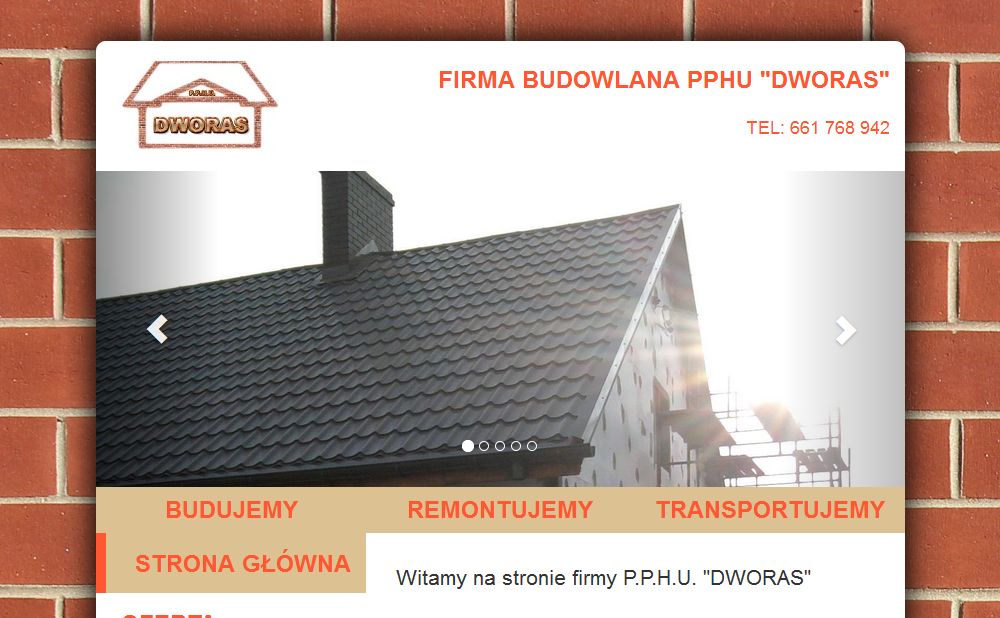 P.P.H.U.
DWORAS
FIRMA BUDOWLANA PPHU "DWORAS"
TEL: 661 768 942
BUDUJEMY REMONTUJEMY TRANSPORTUJEMY
STRONA GŁÓWNA
Witamy na stronie firmy P.P.H.U. "DWORAS"